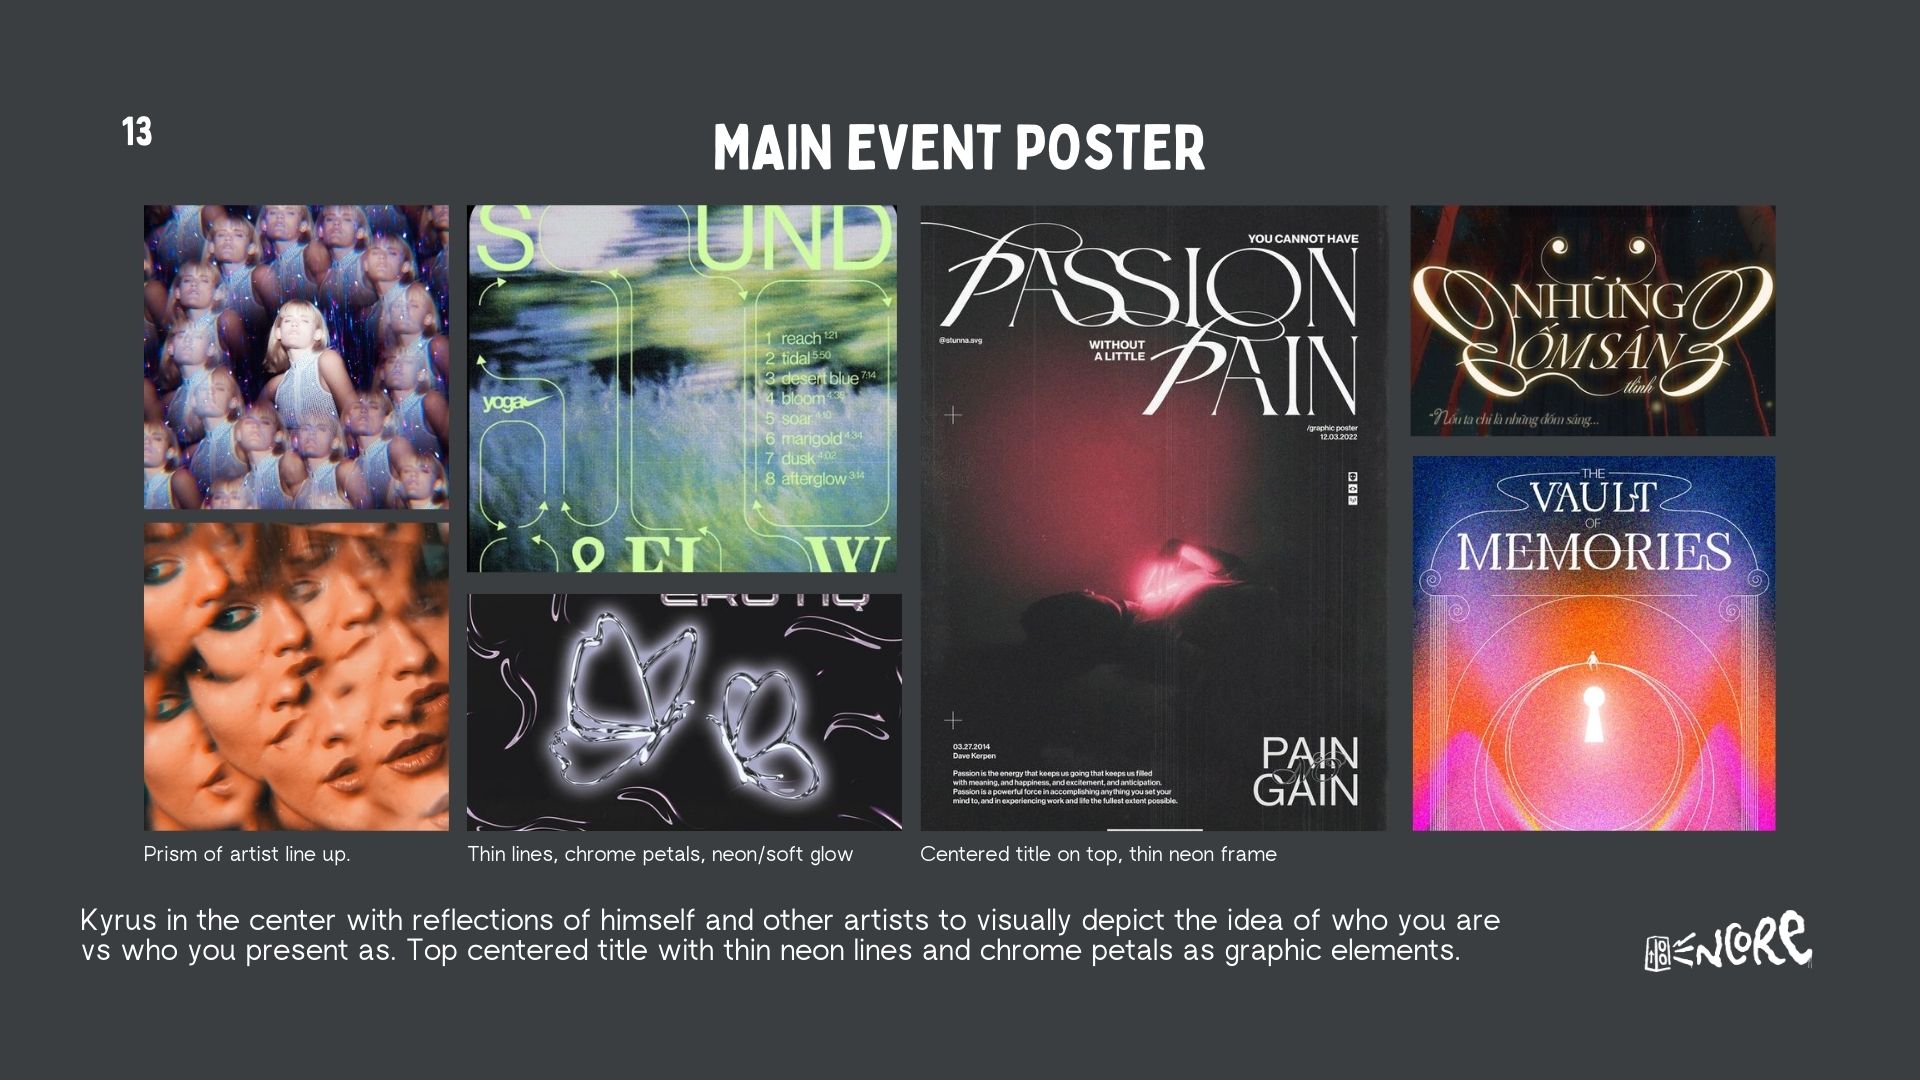 13
MAIN EVENT POSTER
S UND
1 reach 1:21
2 tidal 5:50
3 desert blue 7:14
4 bloom 4:35
5 soar 4:10
6 marigold 4:34
7 dusk 4:02
8 afterglow 3:14
yoga
& FL W
EROTIQ
YOU CANNOT HAVE
PASSION
@stunna.svg
WITHOUT
A LITTLE
PAIN
/graphic poster
12.03.2022
03.27.2014
Dave Kerpen
Passion is the energy that keeps us going that keeps us filled
with meaning, and happiness, and excitement, and anticipation.
Passion is a powerful force in accomplishing anything you set your
mind to, and in experiencing work and life the fullest extent possible.
PAIN
NO
GAIN
NHỮNG
ỐM SÁN
tlinh
"Nếu ta chỉ là những đốm sáng...
THE
VAULT
OF
MEMORIES
Prism of artist line up.
Thin lines, chrome petals, neon/soft glow
Centered title on top, thin neon frame
Kyrus in the center with reflections of himself and other artists to visually depict the idea of who you are
vs who you present as. Top centered title with thin neon lines and chrome petals as graphic elements.
ENCORE